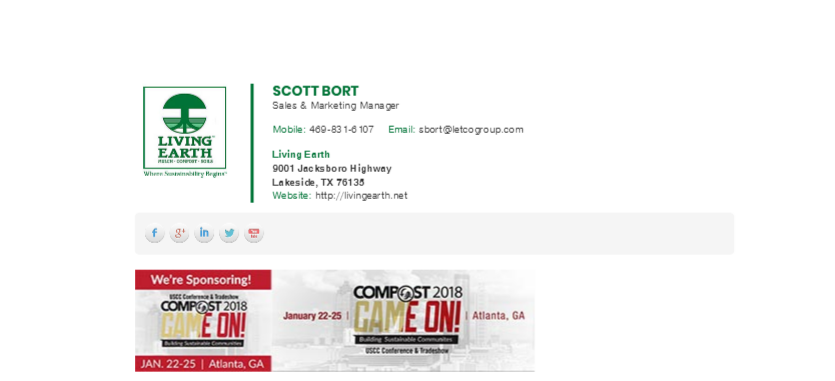 SCOTT BORT
Sales & Marketing Manager
Mobile: 469-831-6107 Email: sbort@letcogroup.com
LIVING
EARTH
MULCH • COMPOST • SOILS
Where Sustainability Begins
Living Earth
9001 Jacksboro Highway
Lakeside, TX 76135
Website: http://livingearth.net
f g+ in You Tube
We're Sponsoring!
USCC Conference & Tradeshow
COMPOST 2018
GAME ON!
Building Sustainable Communities
JAN. 22-25 | Atlanta, GA
January 22-25 |
COMPOST 2018
GAME ON!
Building Sustainable Communities
USCC Conference & Tradeshow
| Atlanta, GA